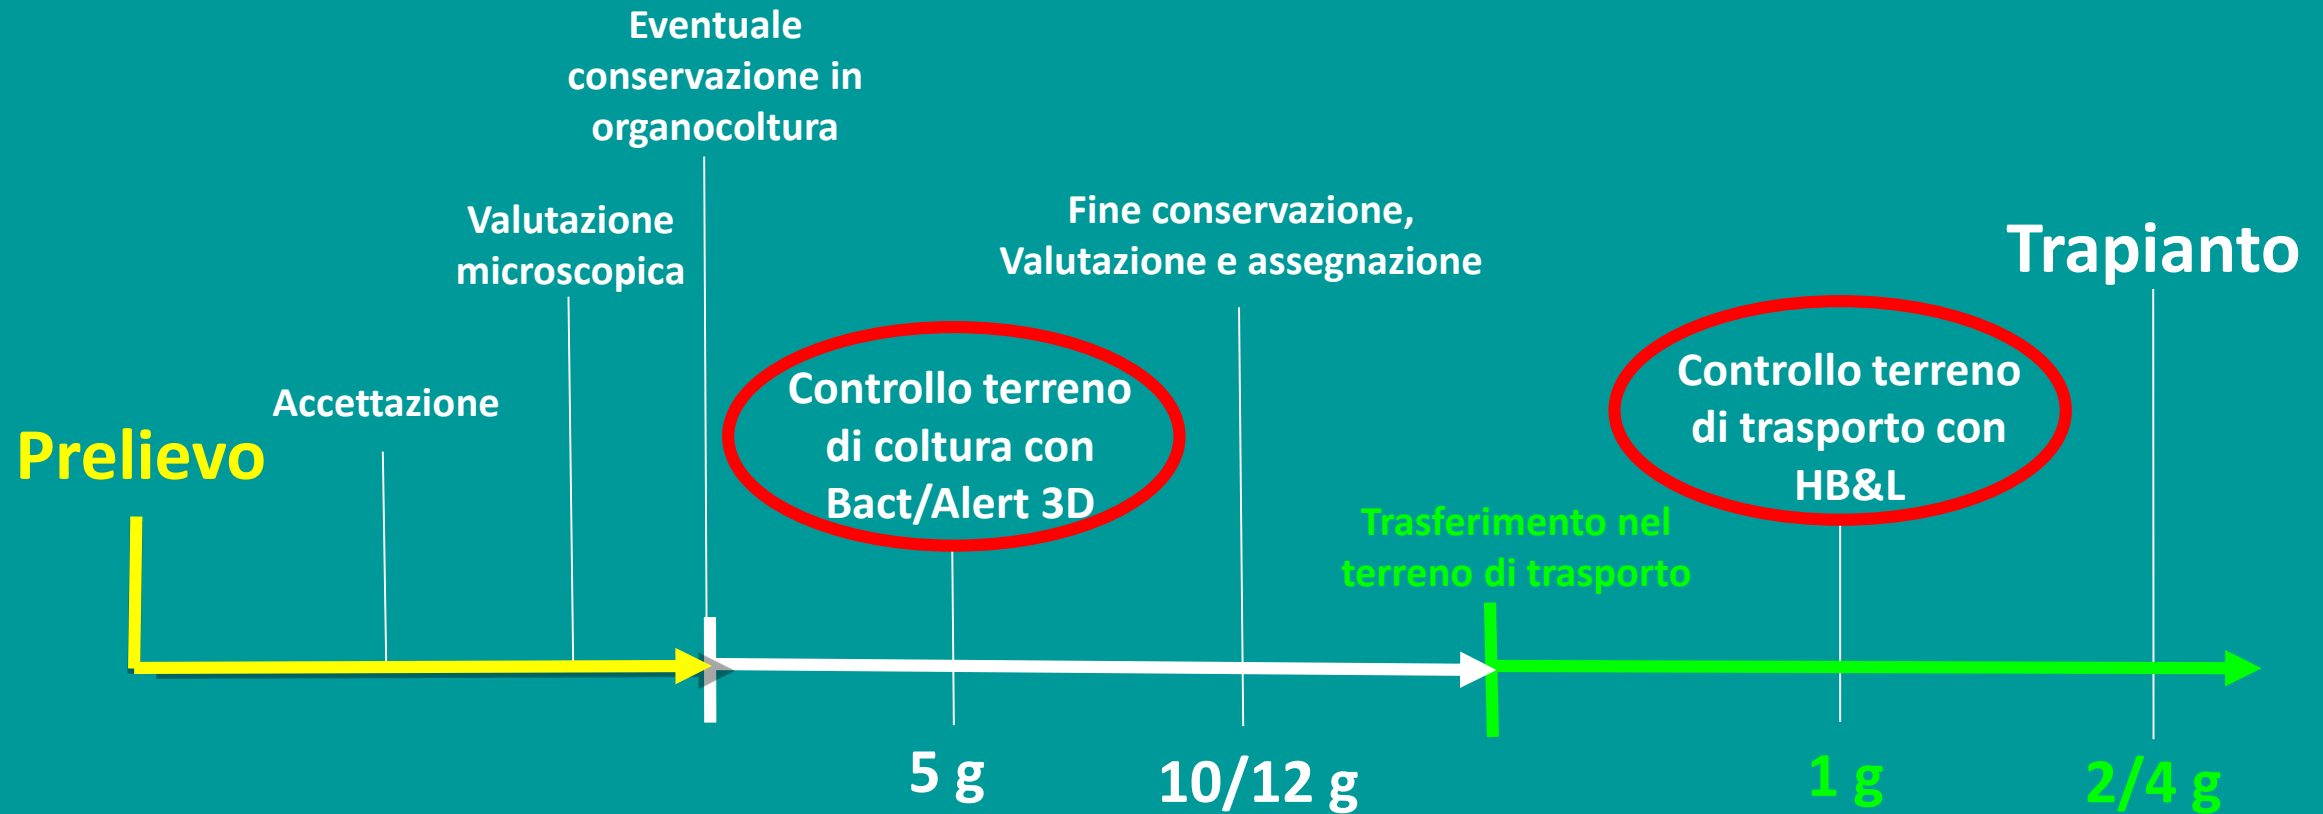 Eventuale
conservazione in
organocoltura
Valutazione
microscopica
Fine conservazione,
Valutazione e assegnazione
Trapianto
Accettazione
Prelievo
Controllo terreno
di coltura con
Bact/Alert 3D
Controllo terreno
di trasporto con
HB&L
Trasferimento nel
terreno di trasporto
5 g
10/12 g
1 g
2/4 g